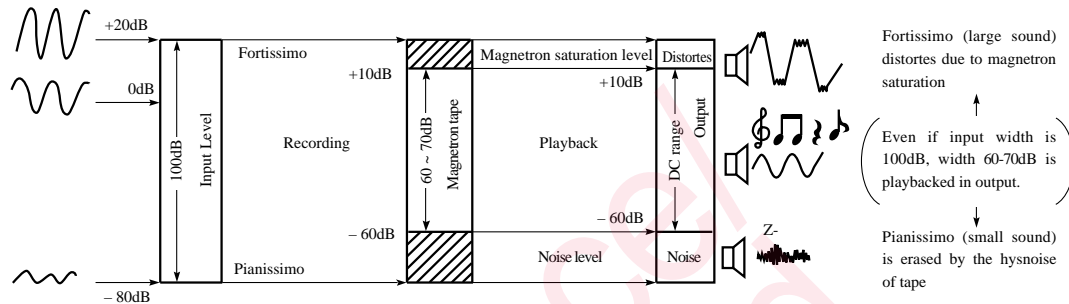 +20dB
0dB
– 80dB
100dB
Input Level
Fortissimo
Recording
Pianissimo
+10dB
– 60dB
60 ~ 70dB
Magnetron tape
Magnetron saturation level
+10dB
Playback
– 60dB
Noise level
Distortes
DC range
Output
Noise
Z-
Fortissimo (large sound)
distortes due to magnetron
saturation
Even if input width is
100dB, width 60-70dB is
playbacked in output.
Pianissimo (small sound)
is erased by the hysnoise
of tape